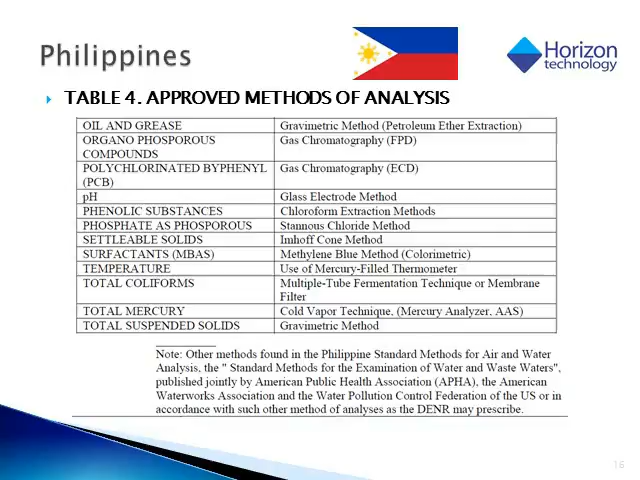 Philippines
Horizon
technology
TABLE 4. APPROVED METHODS OF ANALYSIS
OIL AND GREASE Gravimetric Method (Petroleum Ether Extraction)
ORGANO PHOSPOROUS Gas Chromatography (FPD)
COMPOUNDS
POLYCHLORINATED BYPHENYL Gas Chromatography (ECD)
(PCB)
pH Glass Electrode Method
PHENOLIC SUBSTANCES Chloroform Extraction Methods
PHOSPHATE AS PHOSPOROUS Stannous Chloride Method
SETTLEABLE SOLIDS Imhoff Cone Method
SURFACTANTS (MBAS) Methylene Blue Method (Colorimetric)
TEMPERATURE Use of Mercury-Filled Thermometer
TOTAL COLIFORMS Multiple-Tube Fermentation Technique or Membrane
Filter
TOTAL MERCURY Cold Vapor Technique, (Mercury Analyzer, AAS)
TOTAL SUSPENDED SOLIDS Gravimetric Method
Note: Other methods found in the Philippine Standard Methods for Air and Water
Analysis, the " Standard Methods for the Examination of Water and Waste Waters",
published jointly by American Public Health Association (APHA), the American
Waterworks Association and the Water Pollution Control Federation of the US or in
accordance with such other method of analyses as the DENR may prescribe.
16